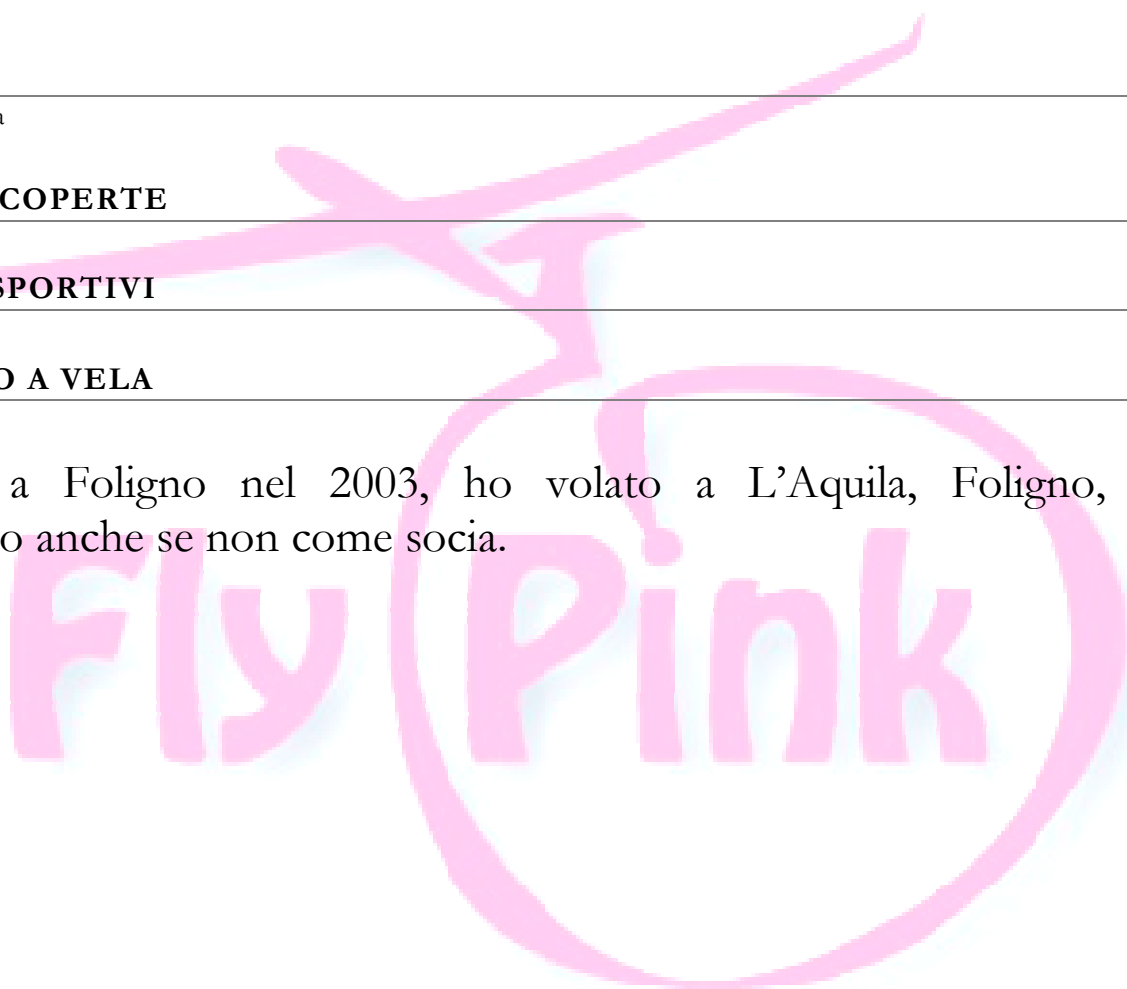 a
COPERTE
SPORTIVI
O A VELA
a Foligno nel 2003, ho volato a L’Aquila, Foligno,
o anche se non come socia.
Fly Pink